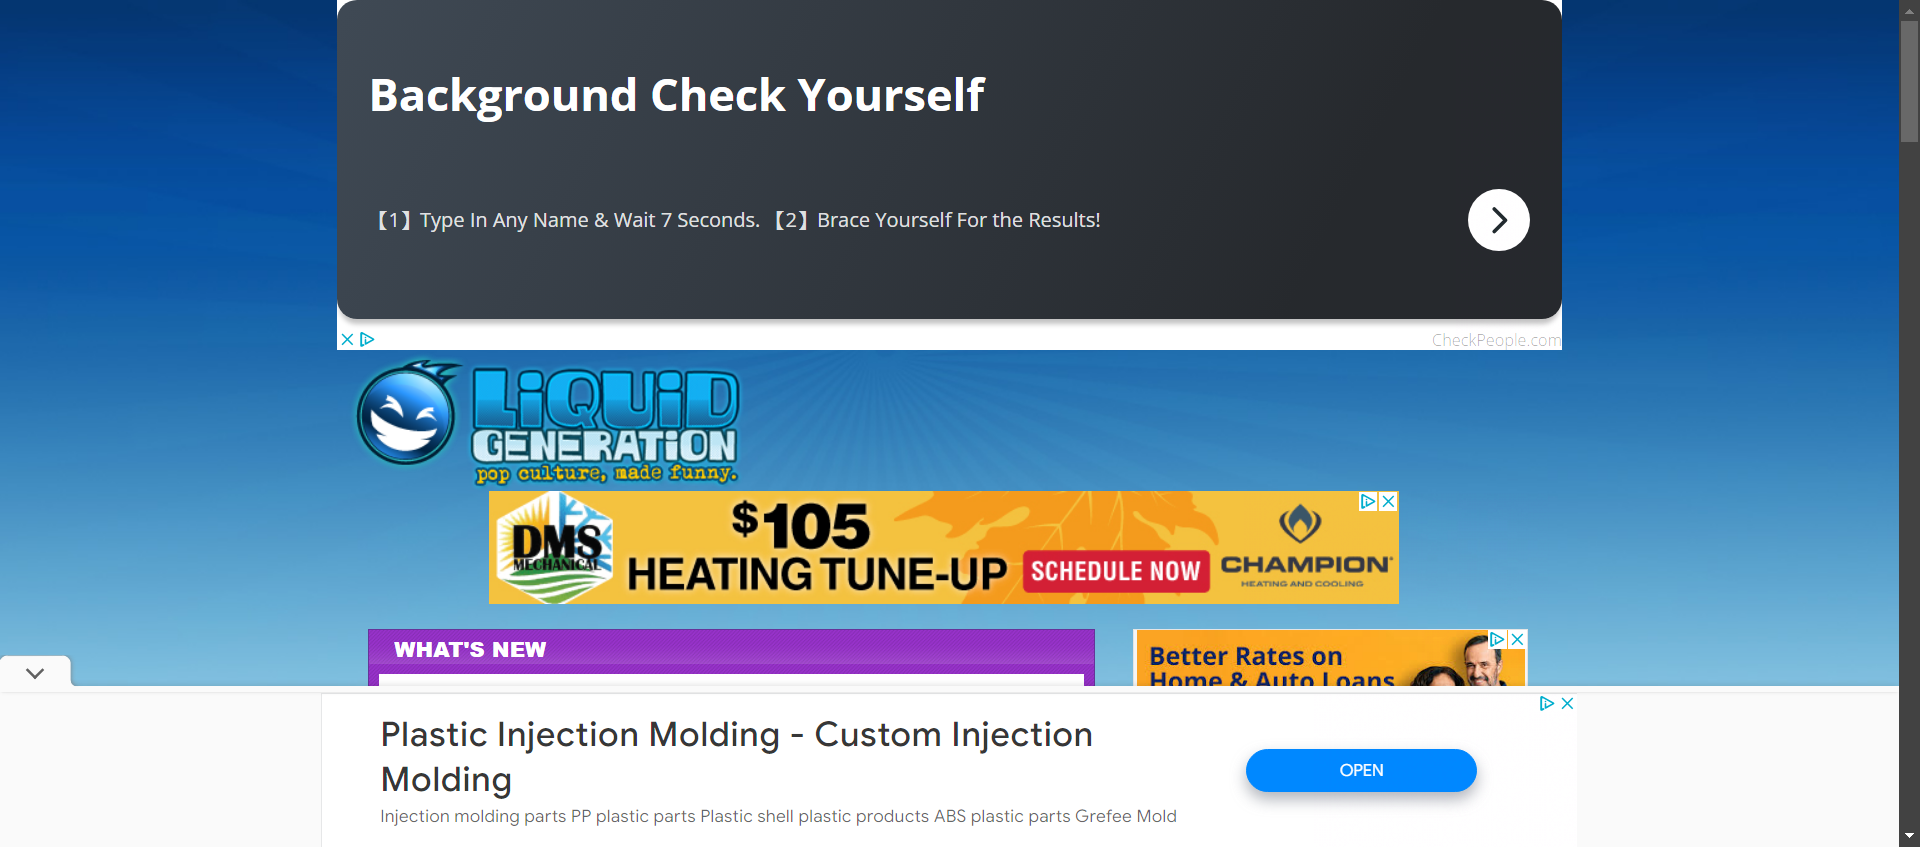 Background Check Yourself
【1】Type In Any Name & Wait 7 Seconds. 【2】Brace Yourself For the Results!
CheckPeople.com
LiQUiD
GENERATiON
pop culture, made funny.
DMS
MECHANICAL
$105
HEATING TUNE-UP
SCHEDULE NOW
CHAMPION
HEATING AND COOLING
WHAT'S NEW
Better Rates on
Home & Auto Loans
Plastic Injection Molding - Custom Injection
Molding
Injection molding parts PP plastic parts Plastic shell plastic products ABS plastic parts Grefee Mold
OPEN